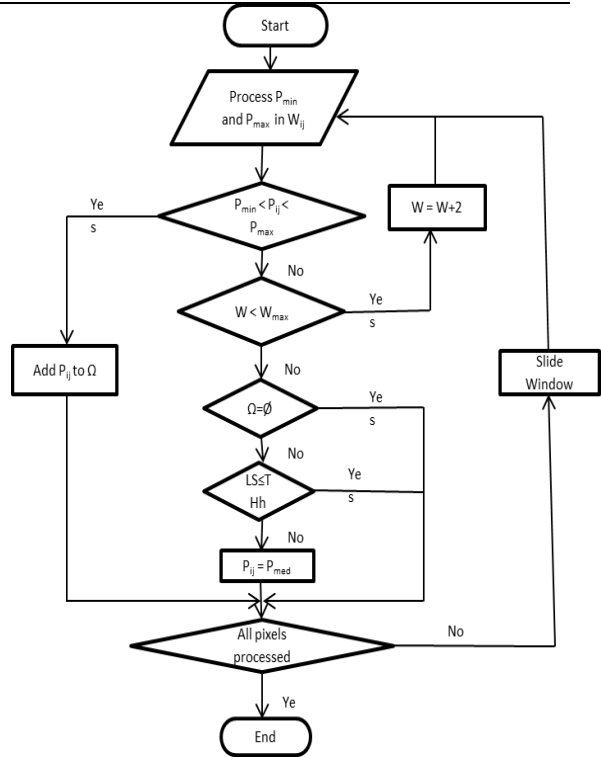 Start
Process Pmin
and Pmax in Wij
Pmin < Pij <
Pmax
Ye
s
No
W = W+2
W < Wmax
Ye
s
No
Add Pij to Ω
Slide
Window
Ω=Ø
Ye
s
No
LS≤T
Hh
Ye
s
No
Pij = Pmed
All pixels
processed
No
Ye
End